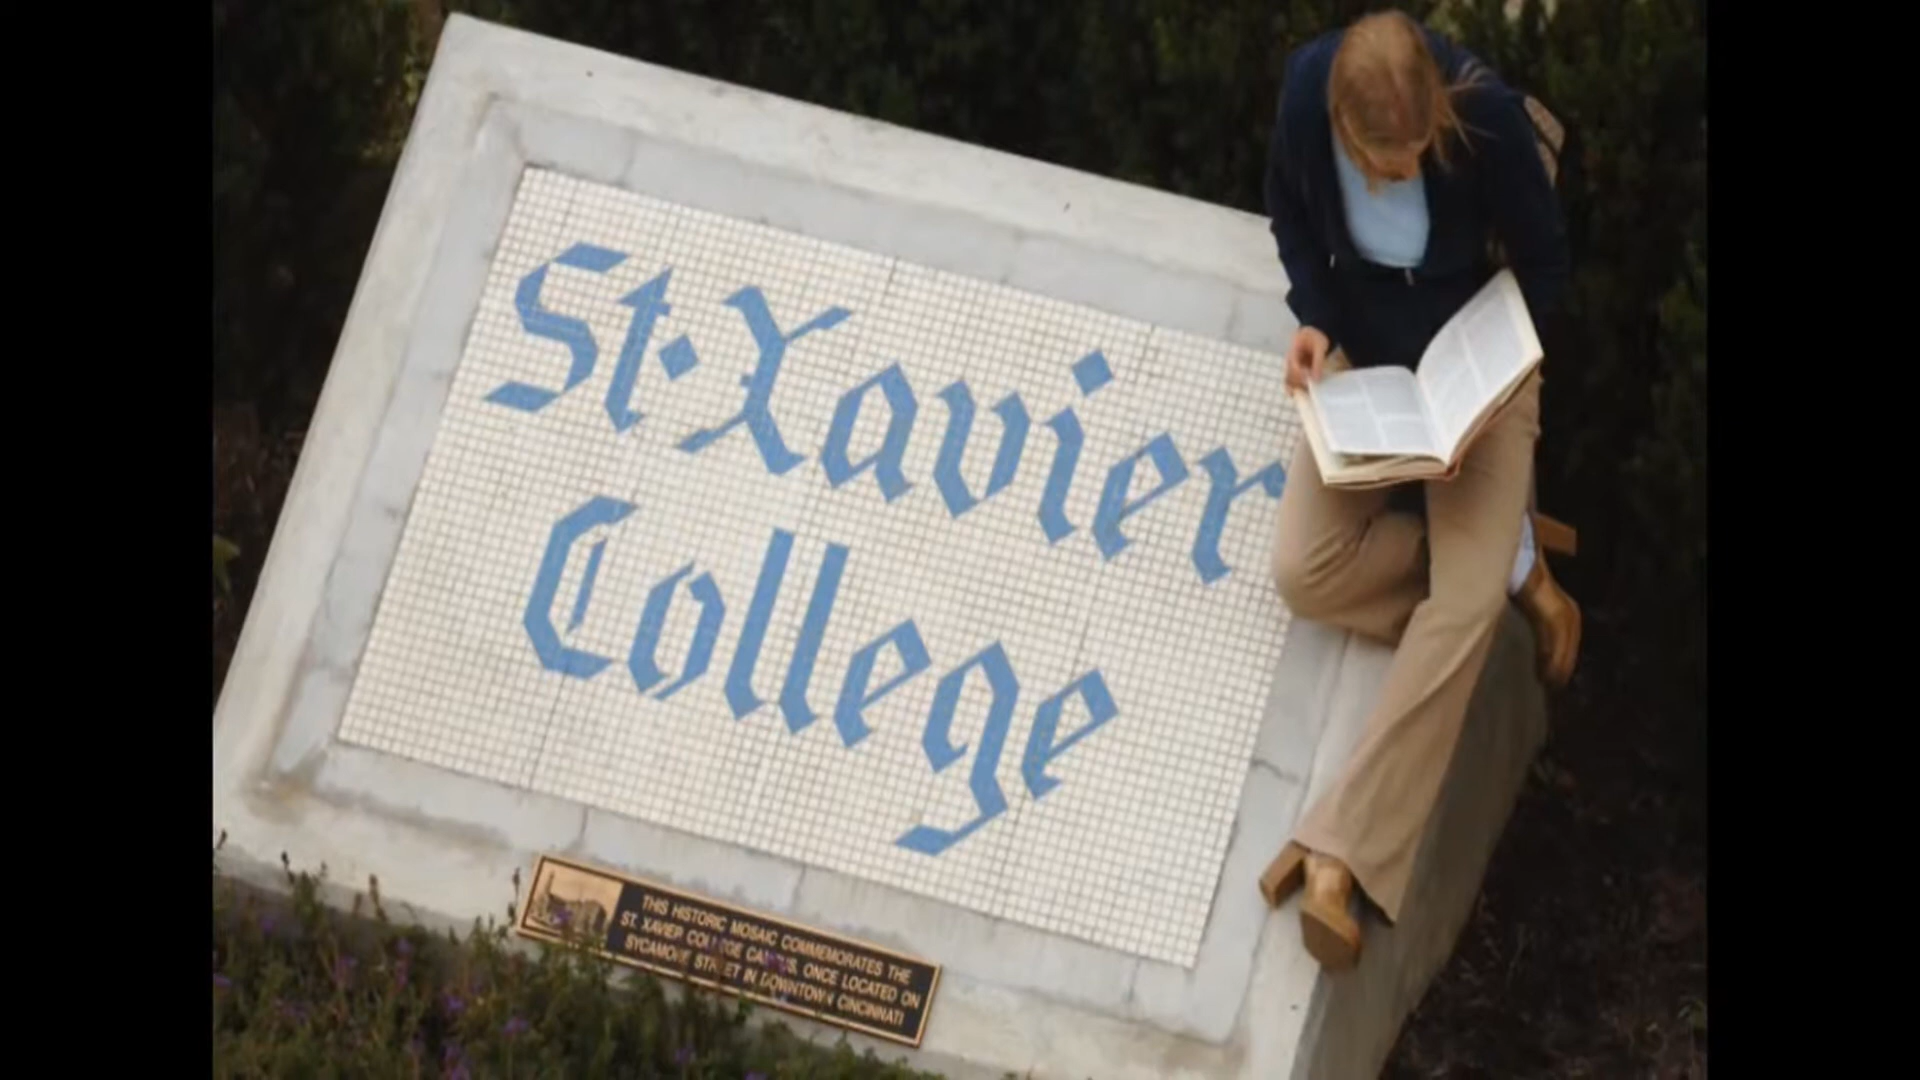 St. Xavier
College
THIS HISTORIC MOSAIC COMMEMORATES THE
ST. XAVIER COLLEGE CAMPUS, ONCE LOCATED ON
SYCAMORE STREET IN DOWNTOWN CINCINNATI